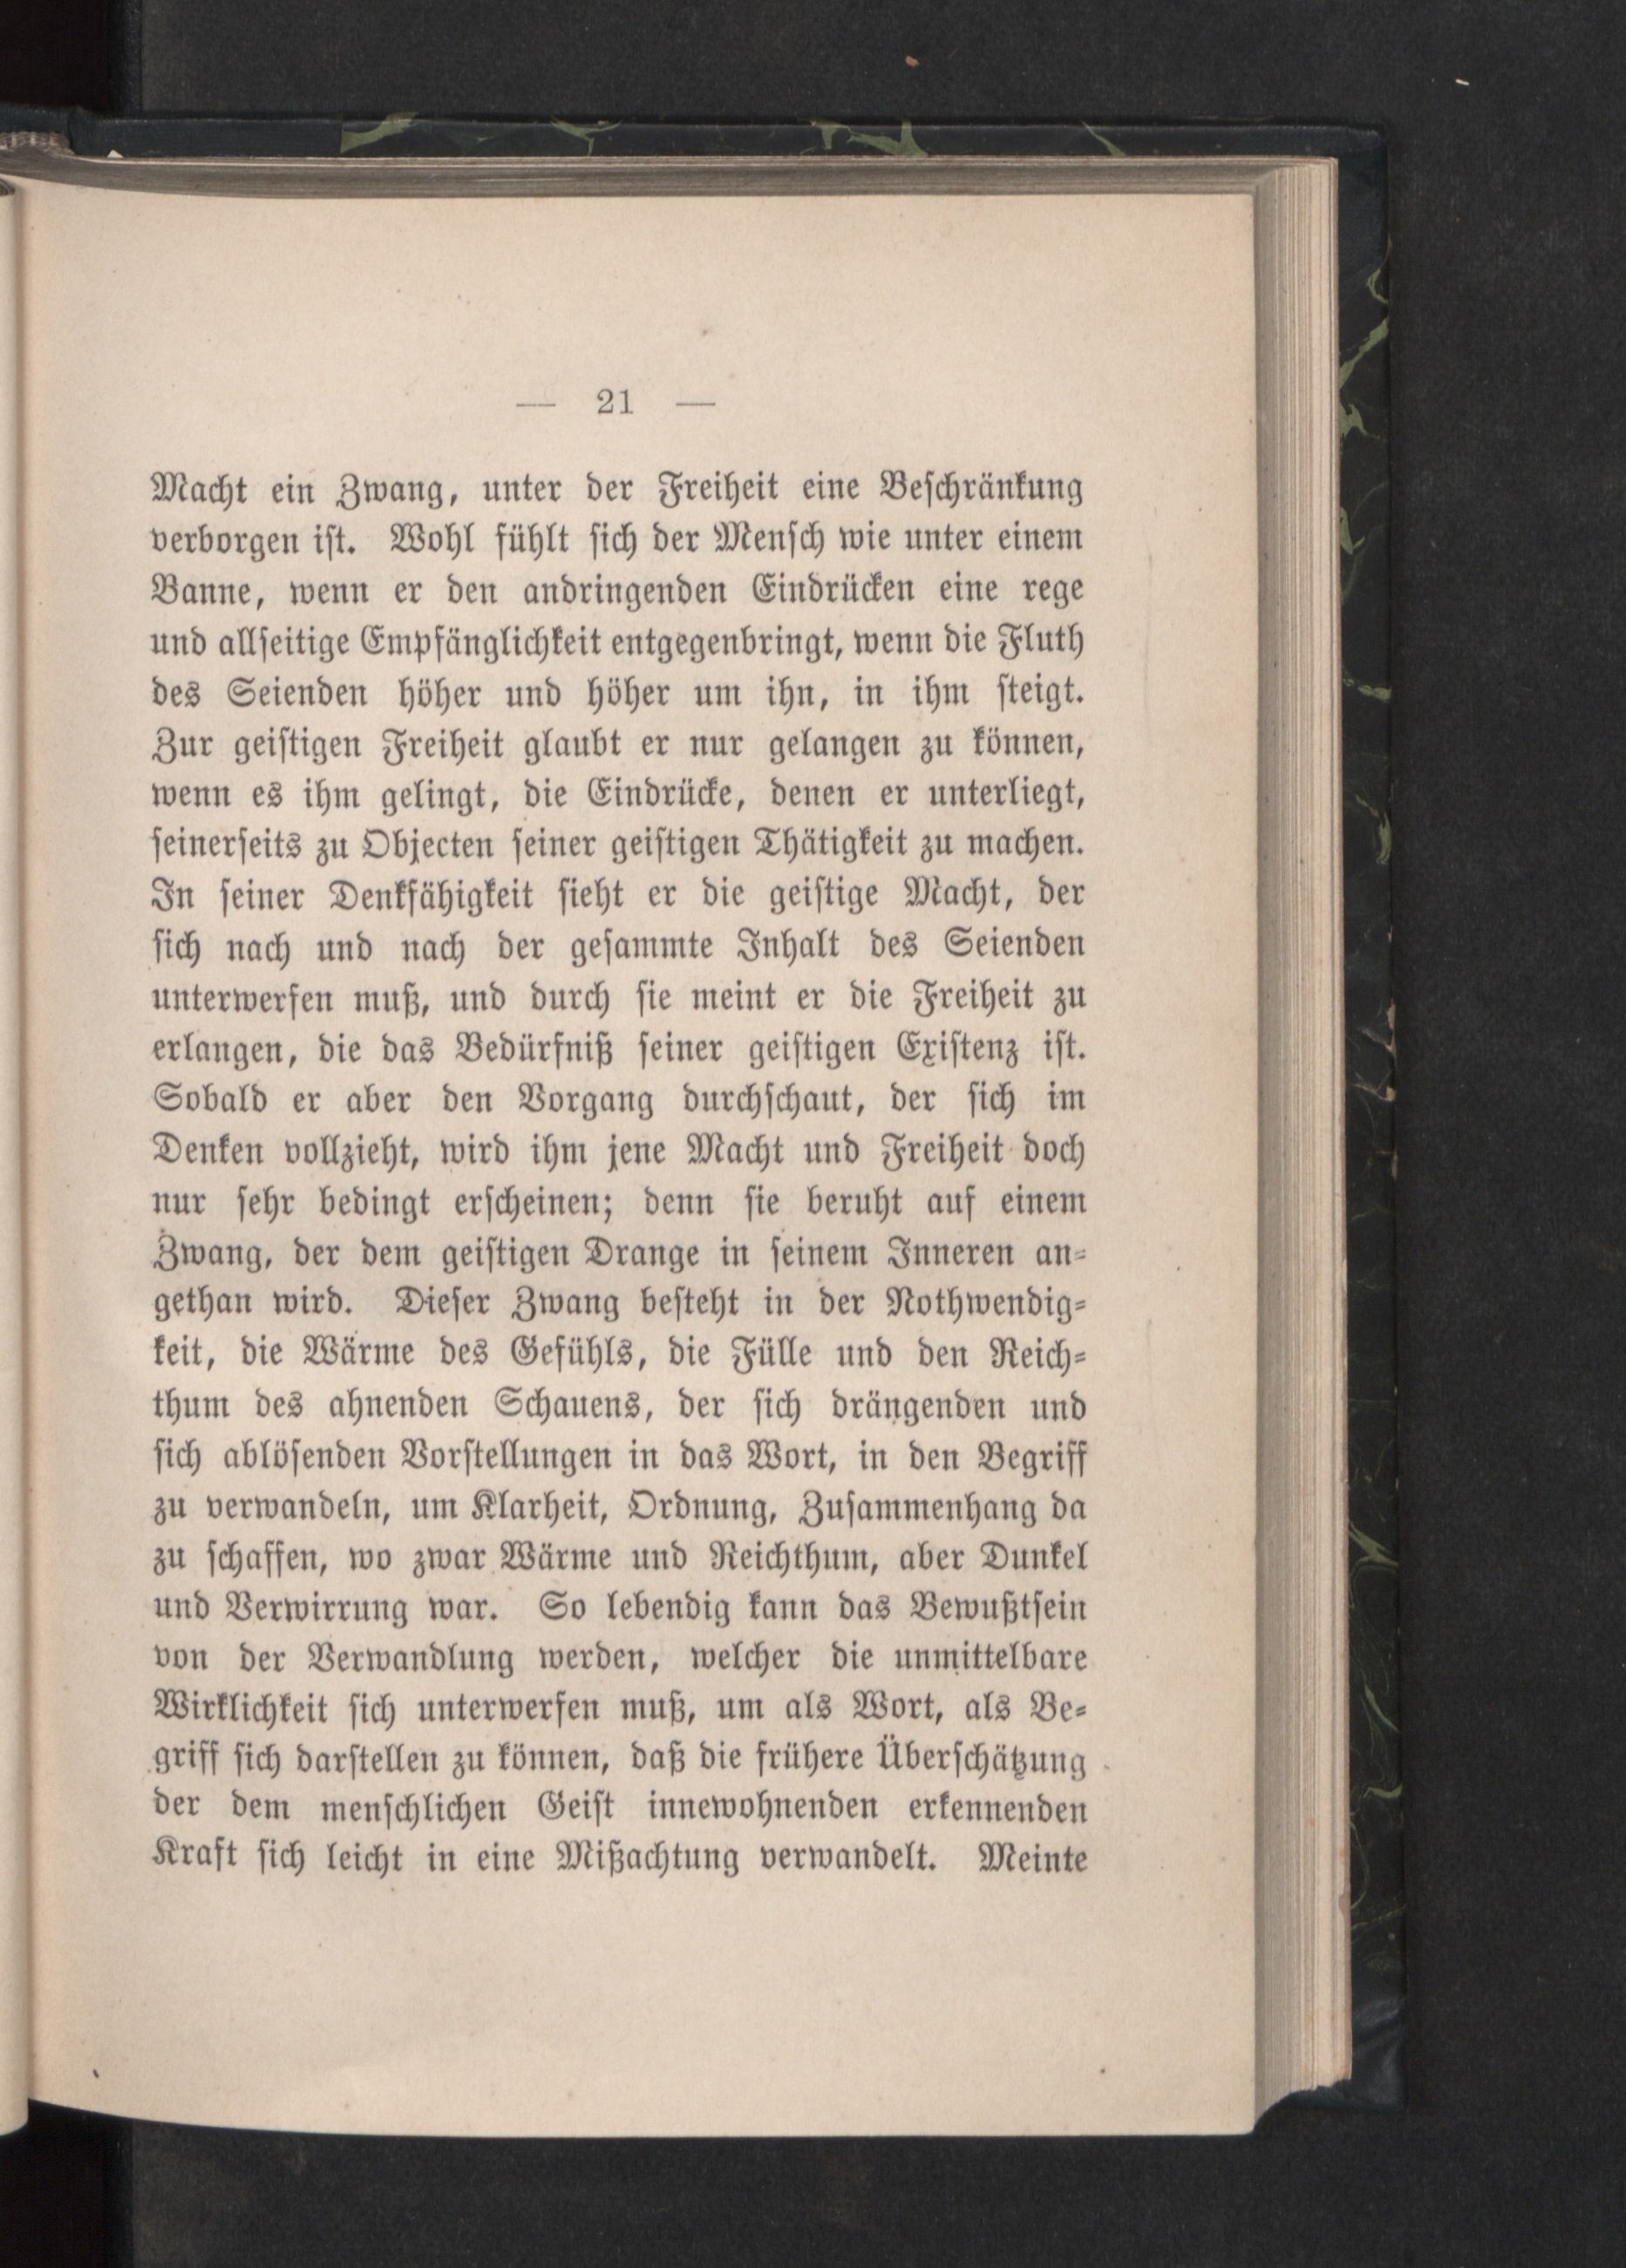 — 21 —
Macht ein Zwang, unter der Freiheit eine Beschränkung
verborgen ist. Wohl fühlt sich der Mensch wie unter einem
Banne, wenn er den andringenden Eindrücken eine rege
und allseitige Empfänglichkeit entgegenbringt, wenn die Fluth
des Seienden höher und höher um ihn, in ihm steigt.
Zur geistigen Freiheit glaubt er nur gelangen zu können,
wenn es ihm gelingt, die Eindrücke, denen er unterliegt,
seinerseits zu Objecten seiner geistigen Thätigkeit zu machen.
In seiner Denkfähigkeit sieht er die geistige Macht, der
sich nach und nach der gesammte Inhalt des Seienden
unterwerfen muß, und durch sie meint er die Freiheit zu
erlangen, die das Bedürfniß seiner geistigen Existenz ist.
Sobald er aber den Vorgang durchschaut, der sich im
Denken vollzieht, wird ihm jene Macht und Freiheit doch
nur sehr bedingt erscheinen; denn sie beruht auf einem
Zwang, der dem geistigen Drange in seinem Inneren an-
gethan wird. Dieser Zwang besteht in der Nothwendig-
keit, die Wärme des Gefühls, die Fülle und den Reich-
thum des ahnenden Schauens, der sich drängenden und
sich ablösenden Vorstellungen in das Wort, in den Begriff
zu verwandeln, um Klarheit, Ordnung, Zusammenhang da
zu schaffen, wo zwar Wärme und Reichthum, aber Dunkel
und Verwirrung war. So lebendig kann das Bewußtsein
von der Verwandlung werden, welcher die unmittelbare
Wirklichkeit sich unterwerfen muß, um als Wort, als Be-
griff sich darstellen zu können, daß die frühere Überschätzung
der dem menschlichen Geist innewohnenden erkennenden
Kraft sich leicht in eine Mißachtung verwandelt. Meinte